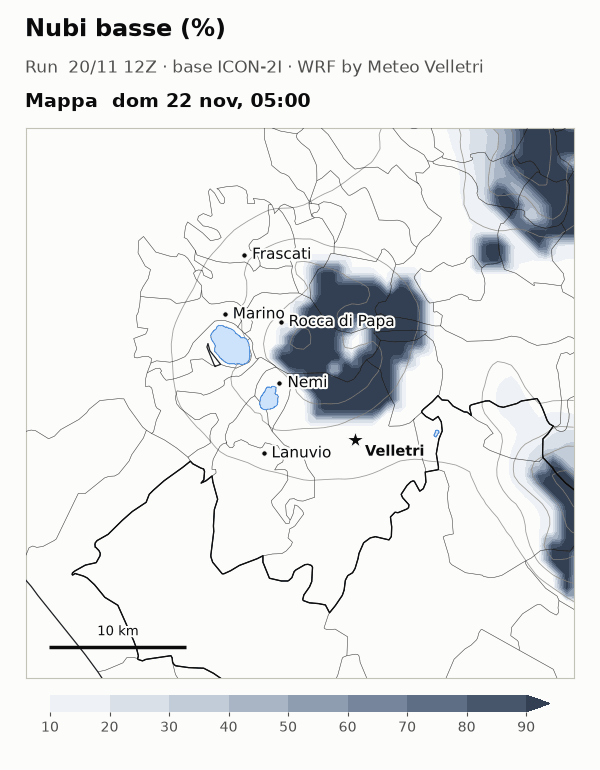 Nubi basse (%)
Run  20/11 12Z · base ICON-2I · WRF by Meteo Velletri
Mappa  dom 22 nov, 05:00
Frascati
Marino
Rocca di Papa
Nemi
Lanuvio
Velletri
10 km
10 20 30 40 50 60 70 80 90